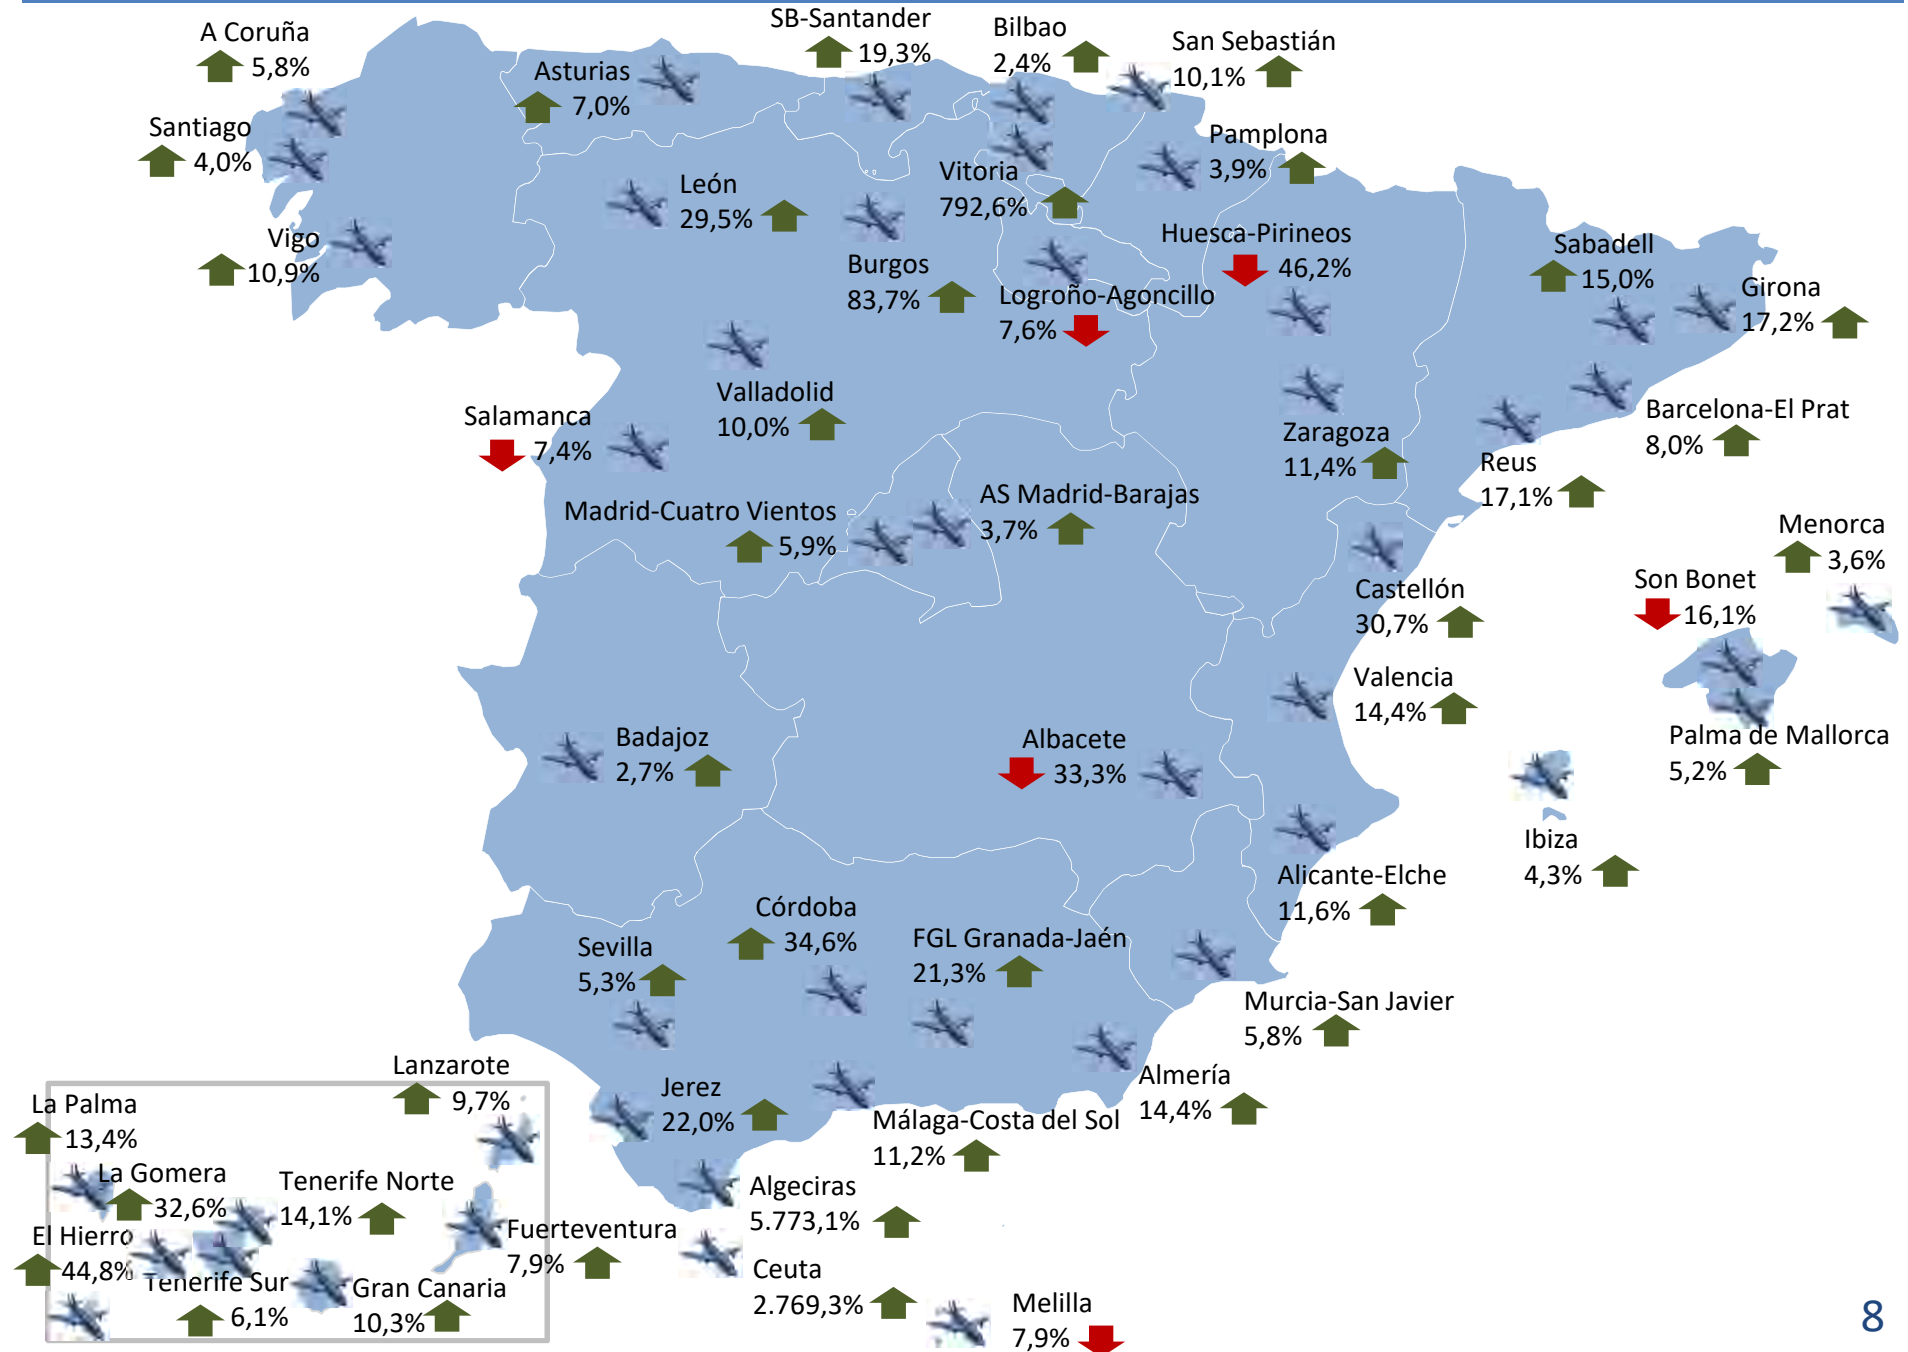 A Coruña
5,8%
SB-Santander
19,3%
Bilbao
2,4%
San Sebastián
10,1%
Asturias
7,0%
Santiago
4,0%
Pamplona
3,9%
León
29,5%
Vitoria
792,6%
Vigo
10,9%
Huesca-Pirineos
46,2%
Sabadell
15,0%
Girona
17,2%
Burgos
83,7%
Logroño-Agoncillo
7,6%
Valladolid
10,0%
Salamanca
7,4%
Barcelona-El Prat
8,0%
Zaragoza
11,4%
Reus
17,1%
AS Madrid-Barajas
3,7%
Madrid-Cuatro Vientos
5,9%
Menorca
3,6%
Son Bonet
16,1%
Castellón
30,7%
Valencia
14,4%
Badajoz
2,7%
Albacete
33,3%
Palma de Mallorca
5,2%
Ibiza
4,3%
Alicante-Elche
11,6%
Córdoba
34,6%
Sevilla
5,3%
FGL Granada-Jaén
21,3%
Murcia-San Javier
5,8%
Lanzarote
9,7%
Jerez
22,0%
Almería
14,4%
La Palma
13,4%
Málaga-Costa del Sol
11,2%
La Gomera
32,6%
Tenerife Norte
14,1%
Algeciras
5.773,1%
El Hierro
44,8%
Fuerteventura
7,9%
Tenerife Sur
6,1%
Gran Canaria
10,3%
Ceuta
2.769,3%
Melilla
7,9%
8